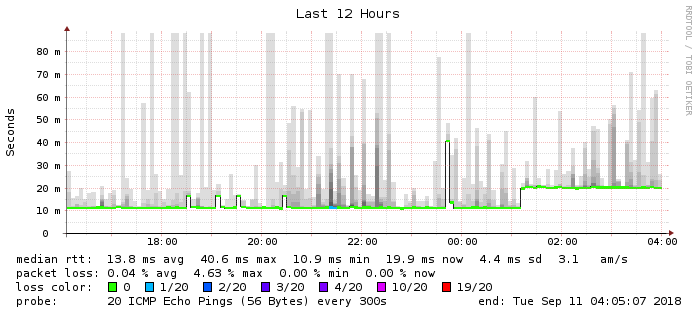 Last 12 Hours
RRDTOOL / TOBI OETIKER
Seconds
80 m
70 m
60 m
50 m
40 m
30 m
20 m
10 m
0
18:00 20:00 22:00 00:00 02:00 04:00
median rtt: 13.8 ms avg 40.6 ms max 10.9 ms min 19.9 ms now 4.4 ms sd 3.1 am/s
packet loss: 0.04 % avg 4.63 % max 0.00 % min 0.00 % now
loss color: 0 1/20 2/20 3/20 4/20 10/20 19/20
probe: 20 ICMP Echo Pings (56 Bytes) every 300s end: Tue Sep 11 04:05:07 2018